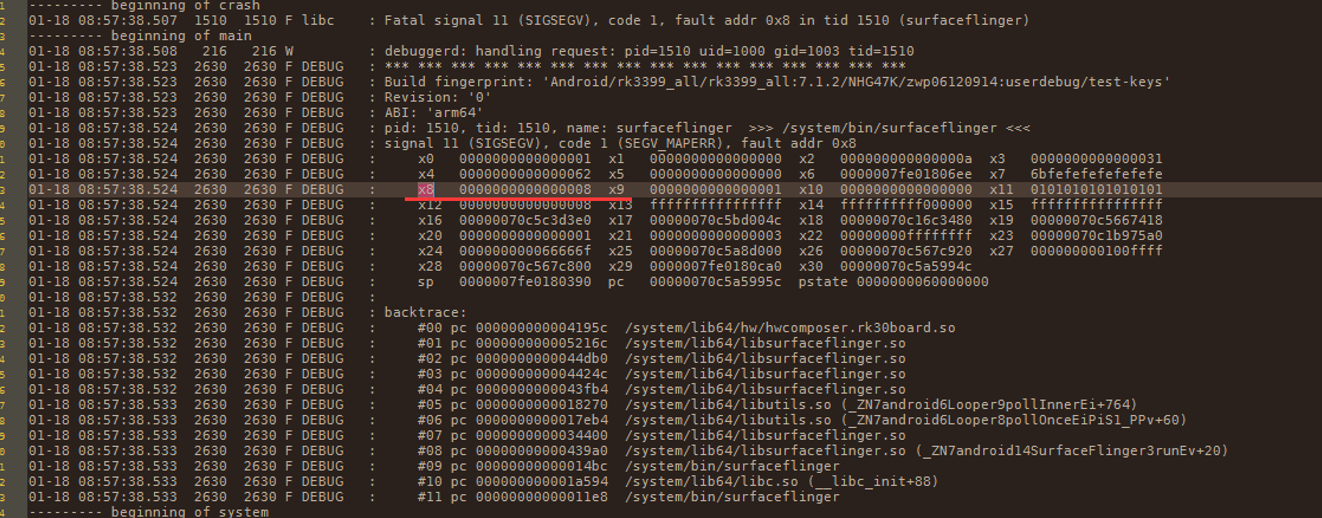 --------- beginning of crash
01-18 08:57:38.507  1510  1510 F libc    : Fatal signal 11 (SIGSEGV), code 1, fault addr 0x8 in tid 1510 (surfaceflinger)
--------- beginning of main
01-18 08:57:38.508   216   216 W         : debuggerd: handling request: pid=1510 uid=1000 gid=1003 tid=1510
01-18 08:57:38.523  2630  2630 F DEBUG   : *** *** *** *** *** *** *** *** *** *** *** *** *** *** *** ***
01-18 08:57:38.523  2630  2630 F DEBUG   : Build fingerprint: 'Android/rk3399_all/rk3399_all:7.1.2/NHG47K/zwp06120914:userdebug/test-keys'
01-18 08:57:38.523  2630  2630 F DEBUG   : Revision: '0'
01-18 08:57:38.523  2630  2630 F DEBUG   : ABI: 'arm64'
01-18 08:57:38.524  2630  2630 F DEBUG   : pid: 1510, tid: 1510, name: surfaceflinger  >>> /system/bin/surfaceflinger <<<
01-18 08:57:38.524  2630  2630 F DEBUG   : signal 11 (SIGSEGV), code 1 (SEGV_MAPERR), fault addr 0x8
01-18 08:57:38.524  2630  2630 F DEBUG   :     x0   0000000000000001  x1   0000000000000000  x2   000000000000000a  x3   0000000000000031
01-18 08:57:38.524  2630  2630 F DEBUG   :     x4   0000000000000062  x5   0000000000000000  x6   0000007fe01806ee  x7   6bfefefefefefefe
01-18 08:57:38.524  2630  2630 F DEBUG   :     x8   0000000000000008  x9   0000000000000001  x10  0000000000000000  x11  0101010101010101
01-18 08:57:38.524  2630  2630 F DEBUG   :     x12  0000000000000008  x13  ffffffffffffffff  x14  ffffffffff000000  x15  ffffffffffffffff
01-18 08:57:38.524  2630  2630 F DEBUG   :     x16  00000070c5c3d3e0  x17  00000070c5bd004c  x18  00000070c16c3480  x19  00000070c5667418
01-18 08:57:38.524  2630  2630 F DEBUG   :     x20  0000000000000001  x21  0000000000000003  x22  00000000ffffffff  x23  00000070c1b975a0
01-18 08:57:38.524  2630  2630 F DEBUG   :     x24  000000000066666f  x25  00000070c5a8d000  x26  00000070c567c920  x27  000000000100ffff
01-18 08:57:38.524  2630  2630 F DEBUG   :     x28  00000070c567c800  x29  0000007fe0180ca0  x30  00000070c5a5994c
01-18 08:57:38.524  2630  2630 F DEBUG   :     sp   0000007fe0180390  pc   00000070c5a5995c  pstate 0000000060000000
01-18 08:57:38.532  2630  2630 F DEBUG   :
01-18 08:57:38.532  2630  2630 F DEBUG   : backtrace:
01-18 08:57:38.532  2630  2630 F DEBUG   :     #00 pc 000000000004195c  /system/lib64/hw/hwcomposer.rk30board.so
01-18 08:57:38.532  2630  2630 F DEBUG   :     #01 pc 000000000005216c  /system/lib64/libsurfaceflinger.so
01-18 08:57:38.532  2630  2630 F DEBUG   :     #02 pc 0000000000044db0  /system/lib64/libsurfaceflinger.so
01-18 08:57:38.532  2630  2630 F DEBUG   :     #03 pc 000000000004424c  /system/lib64/libsurfaceflinger.so
01-18 08:57:38.532  2630  2630 F DEBUG   :     #04 pc 0000000000043fb4  /system/lib64/libsurfaceflinger.so
01-18 08:57:38.533  2630  2630 F DEBUG   :     #05 pc 0000000000018270  /system/lib64/libutils.so (_ZN7android6Looper9pollInnerEi+764)
01-18 08:57:38.533  2630  2630 F DEBUG   :     #06 pc 0000000000017eb4  /system/lib64/libutils.so (_ZN7android6Looper8pollOnceEiPiS1_PPv+60)
01-18 08:57:38.533  2630  2630 F DEBUG   :     #07 pc 0000000000034400  /system/lib64/libsurfaceflinger.so
01-18 08:57:38.533  2630  2630 F DEBUG   :     #08 pc 00000000000439a0  /system/lib64/libsurfaceflinger.so (_ZN7android14SurfaceFlinger3runEv+20)
01-18 08:57:38.533  2630  2630 F DEBUG   :     #09 pc 00000000000014bc  /system/bin/surfaceflinger
01-18 08:57:38.533  2630  2630 F DEBUG   :     #10 pc 000000000001a594  /system/lib64/libc.so (__libc_init+88)
01-18 08:57:38.533  2630  2630 F DEBUG   :     #11 pc 00000000000011e8  /system/bin/surfaceflinger
--------- beginning of system